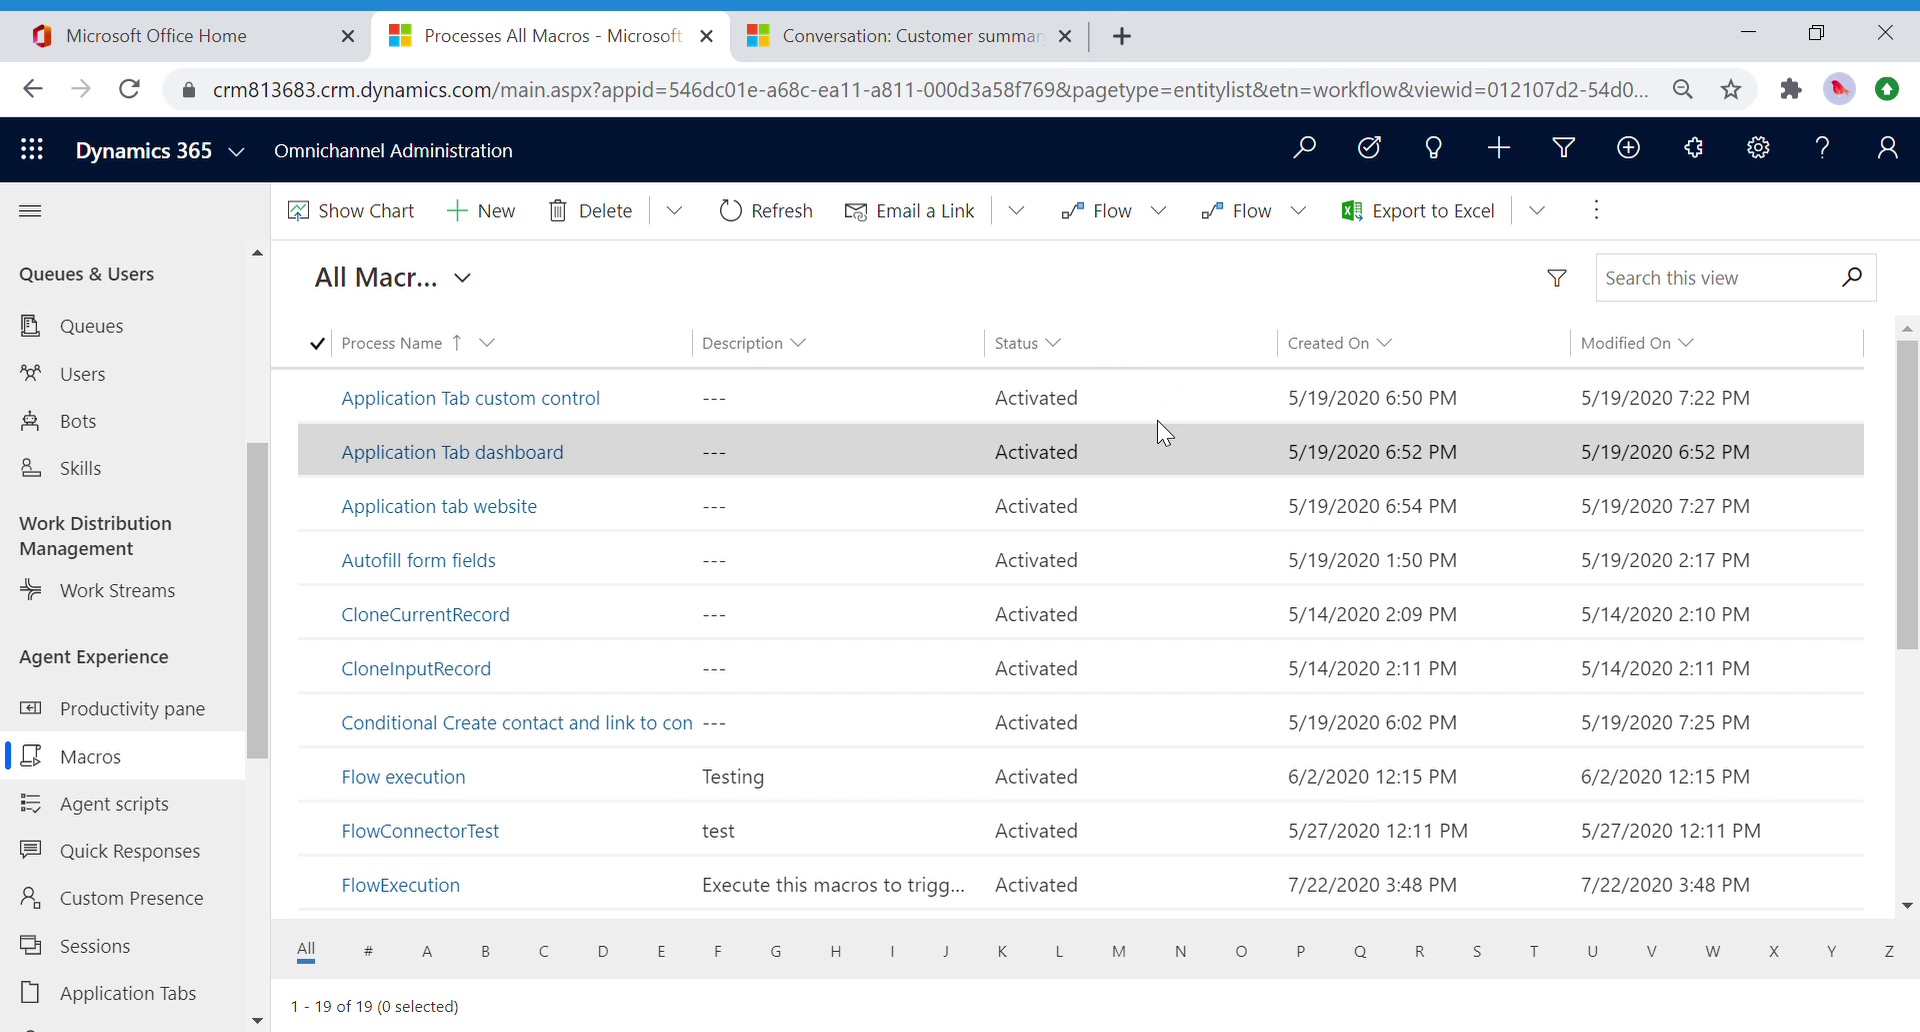 Microsoft Office Home
Processes All Macros - Microsoft
Conversation: Customer summar
crm813683.crm.dynamics.com/main.aspx?appid=546dc01e-a68c-ea11-a811-000d3a58f769&pagetype=entitylist&etn=workflow&viewid=012107d2-54d0...
Dynamics 365
Omnichannel Administration
Show Chart
New
Delete
Refresh
Email a Link
Flow
Flow
Export to Excel
Queues & Users
Queues
Users
Bots
Skills
Work Distribution
Management
Work Streams
Agent Experience
Productivity pane
Macros
Agent scripts
Quick Responses
Custom Presence
Sessions
Application Tabs
All Macr...
Search this view
Process Name Description Status Created On Modified On
Application Tab custom control --- Activated 5/19/2020 6:50 PM 5/19/2020 7:22 PM
Application Tab dashboard --- Activated 5/19/2020 6:52 PM 5/19/2020 6:52 PM
Application tab website --- Activated 5/19/2020 6:54 PM 5/19/2020 7:27 PM
Autofill form fields --- Activated 5/19/2020 1:50 PM 5/19/2020 2:17 PM
CloneCurrentRecord --- Activated 5/14/2020 2:09 PM 5/14/2020 2:10 PM
CloneInputRecord --- Activated 5/14/2020 2:11 PM 5/14/2020 2:11 PM
Conditional Create contact and link to con --- Activated 5/19/2020 6:02 PM 5/19/2020 7:25 PM
Flow execution Testing Activated 6/2/2020 12:15 PM 6/2/2020 12:15 PM
FlowConnectorTest test Activated 5/27/2020 12:11 PM 5/27/2020 12:11 PM
FlowExecution Execute this macros to trigg... Activated 7/22/2020 3:48 PM 7/22/2020 3:48 PM
All # A B C D E F G H I J K L M N O P Q R S T U V W X Y Z
1 - 19 of 19 (0 selected)